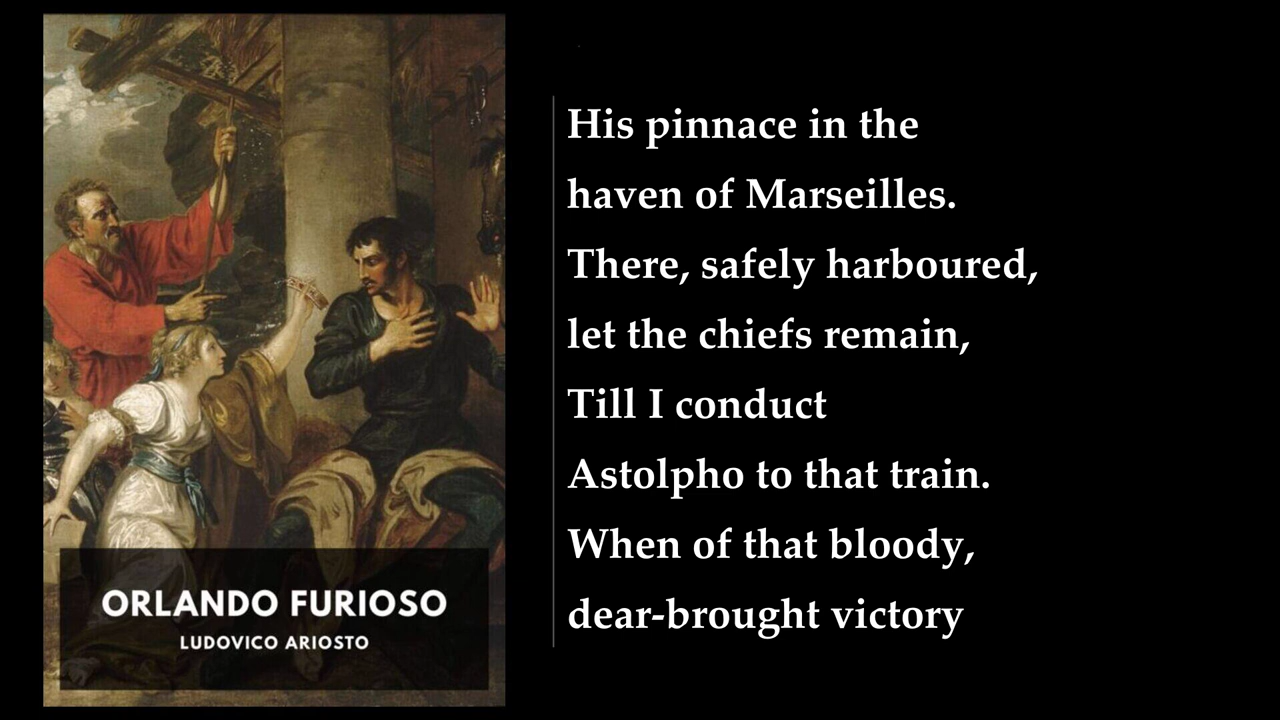 ORLANDO FURIOSO
LUDOVICO ARIOSTO
His pinnace in the
haven of Marseilles.
There, safely harboured,
let the chiefs remain,
Till I conduct
Astolpho to that train.
When of that bloody,
dear-brought victory